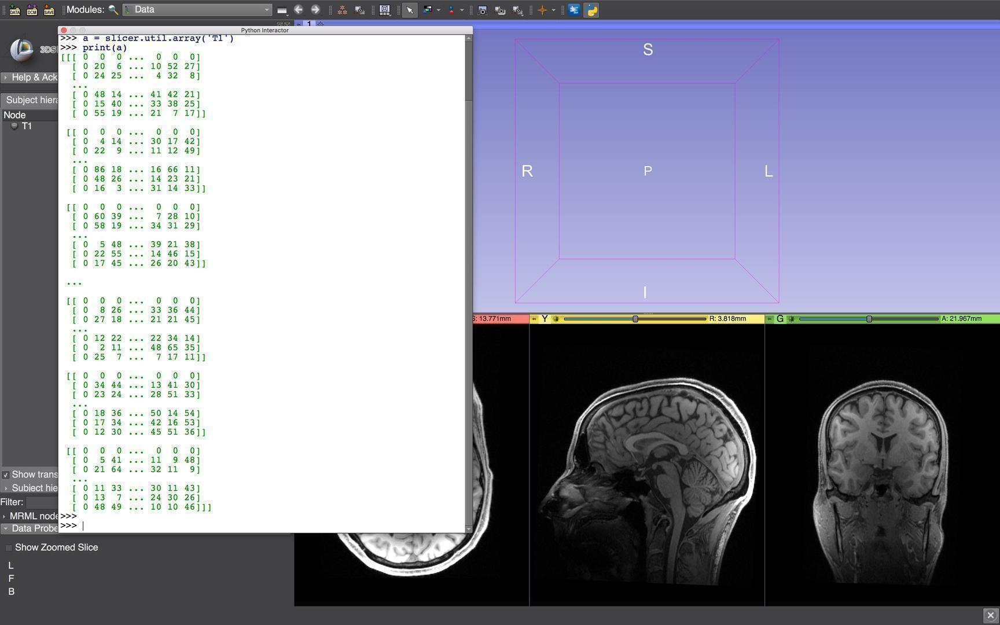 DATA DCM SAVE Modules: Data
1
Python Interactor
>>> a = slicer.util.array('T1')
>>> print(a)
[[[ 0  0  0 ...  0  0  0]
[ 0 20  6 ... 10 52 27]
[ 0 24 25 ...  4 32  8]
...
[ 0 48 14 ... 41 42 21]
[ 0 15 40 ... 33 38 25]
[ 0 55 19 ... 21  7 17]]
[[ 0  0  0 ...  0  0  0]
[ 0  4 14 ... 30 17 42]
[ 0 22  9 ... 11 12 49]
...
[ 0 86 18 ... 16 66 11]
[ 0 48 26 ... 14 23 21]
[ 0 16  3 ... 31 14 33]]
[[ 0  0  0 ...  0  0  0]
[ 0 60 39 ...  7 28 10]
[ 0 58 19 ... 34 31 29]
...
[ 0  5 48 ... 39 21 38]
[ 0 22 55 ... 14 46 15]
[ 0 17 45 ... 26 20 43]]
...
[[ 0  0  0 ...  0  0  0]
[ 0  8 26 ... 33 36 44]
[ 0 27 18 ... 21 21 45]
...
[ 0 12 22 ... 22 34 14]
[ 0  2 11 ... 48 65 35]
[ 0 25  7 ...  7 17 11]]
[[ 0  0  0 ...  0  0  0]
[ 0 34 44 ... 13 41 30]
[ 0 23 24 ... 28 51 33]
...
[ 0 18 36 ... 50 14 54]
[ 0 17 34 ... 42 16 53]
[ 0 12 30 ... 45 51 36]]
[[ 0  0  0 ...  0  0  0]
[ 0  5 41 ... 11  9 48]
[ 0 21 64 ... 32 11  9]
...
[ 0 11 33 ... 30 11 43]
[ 0 13  7 ... 24 30 26]
[ 0 48 49 ... 10 10 46]]]
>>>
>>>
3DS
Help & Ack
Subject hiera
Node
T1
Show trans
Subject hie
Filter:
MRML node
Data Probe
Show Zoomed Slice
L
F
B
S
R P L
I
S: 13.771mm
Y R: 3.818mm
G A: 21.967mm